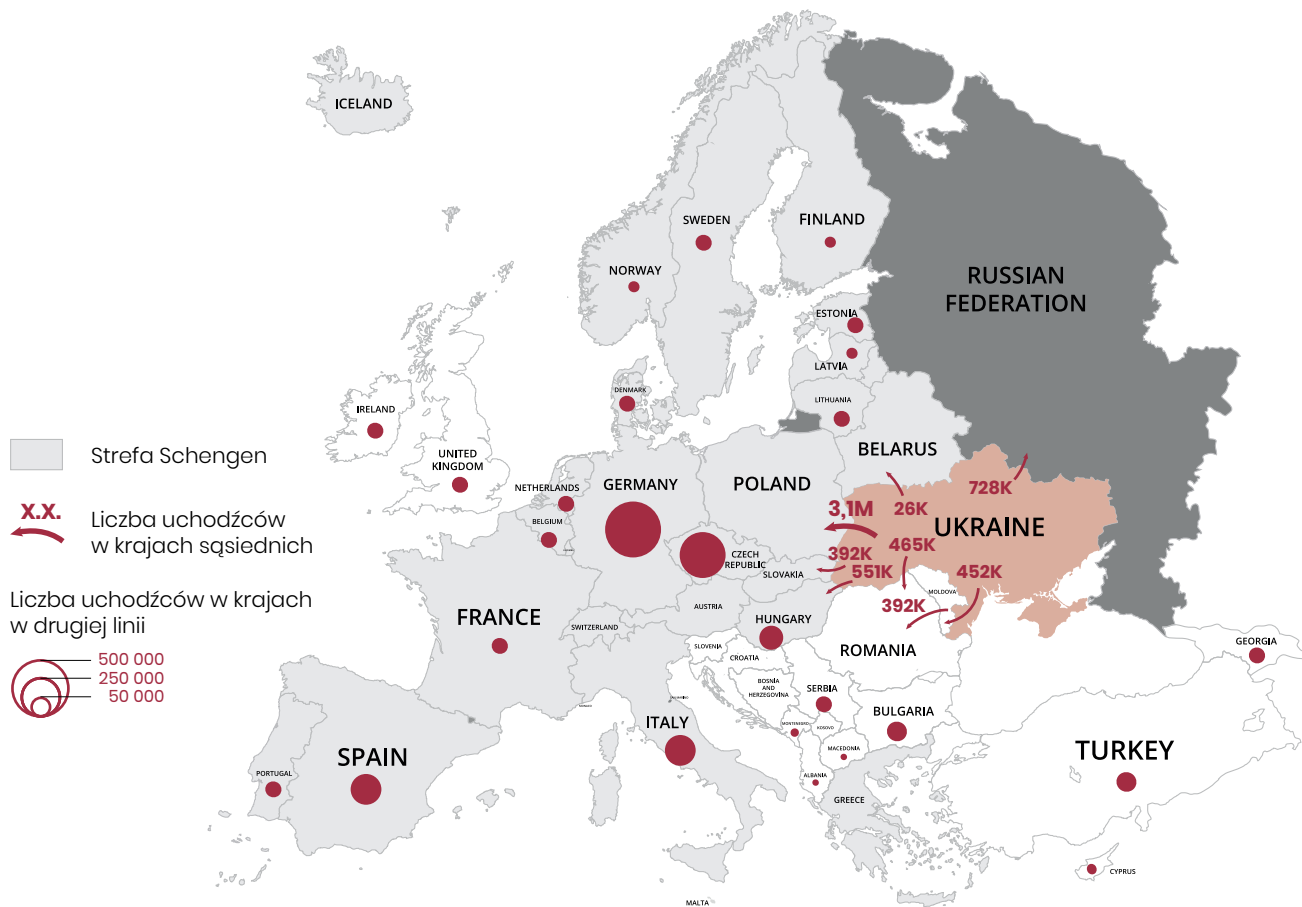 ICELAND
SWEDEN
FINLAND
NORWAY
RUSSIAN
FEDERATION
ESTONIA
LATVIA
DENMARK
LITHUANIA
IRELAND
UNITED
KINGDOM
BELARUS
NETHERLANDS
GERMANY
POLAND
BELGIUM
728K
3,1M
26K
UKRAINE
465K
392K
CZECH
REPUBLIC
SLOVAKIA
551K
452K
MOLDOVA
392K
AUSTRIA
FRANCE
SWITZERLAND
HUNGARY
SLOVENIA
CROATIA
ROMANIA
GEORGIA
BOSNIA
AND
HERZEGOVINA
SERBIA
ITALY
MONTENEGRO
KOSOVO
BULGARIA
MACEDONIA
TURKEY
SPAIN
PORTUGAL
ALBANIA
GREECE
CYPRUS
MALTA
Strefa Schengen
X.X.
Liczba uchodźców
w krajach sąsiednich
Liczba uchodźców w krajach
w drugiej linii
500 000
250 000
50 000